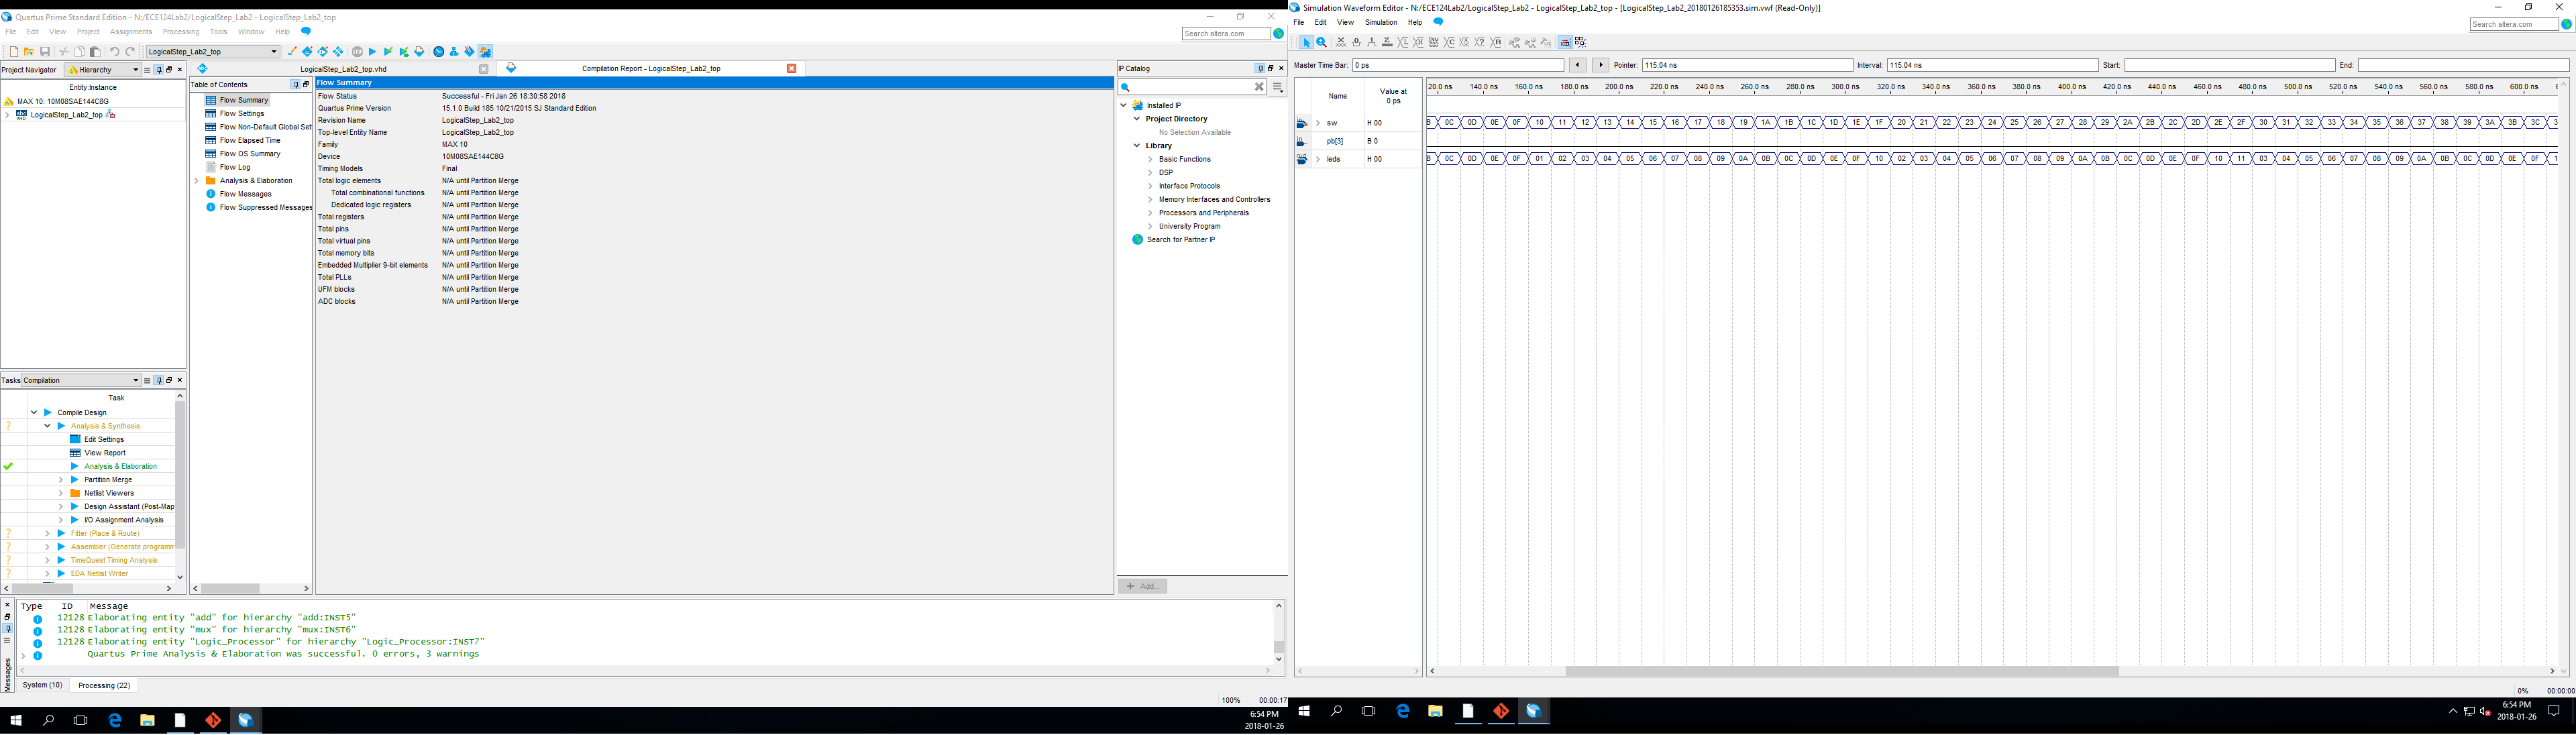 Quartus Prime Standard Edition - N:/ECE124Lab2/LogicalStep_Lab2 - LogicalStep_Lab2_top
File Edit View Project Assignments Processing Tools Window Help
Search altera.com
LogicalStep_Lab2_top
Project Navigator Hierarchy
Entity:Instance
MAX 10: 10M08SAE144C8G
LogicalStep_Lab2_top
Tasks Compilation
Task
Compile Design
Analysis & Synthesis
Edit Settings
View Report
Analysis & Elaboration
Partition Merge
Netlist Viewers
Design Assistant (Post-Map
I/O Assignment Analysis
Fitter (Place & Route)
Assembler (Generate programm
TimeQuest Timing Analysis
EDA Netlist Writer
LogicalStep_Lab2_top.vhd
Compilation Report - LogicalStep_Lab2_top
Table of Contents
Flow Summary
Flow Settings
Flow Non-Default Global Set
Flow Elapsed Time
Flow OS Summary
Flow Log
Analysis & Elaboration
Flow Messages
Flow Suppressed Messages
Flow Summary
Flow Status Successful - Fri Jan 26 18:30:58 2018
Quartus Prime Version 15.1.0 Build 185 10/21/2015 SJ Standard Edition
Revision Name LogicalStep_Lab2_top
Top-level Entity Name LogicalStep_Lab2_top
Family MAX 10
Device 10M08SAE144C8G
Timing Models Final
Total logic elements N/A until Partition Merge
Total combinational functions N/A until Partition Merge
Dedicated logic registers N/A until Partition Merge
Total registers N/A until Partition Merge
Total pins N/A until Partition Merge
Total virtual pins N/A until Partition Merge
Total memory bits N/A until Partition Merge
Embedded Multiplier 9-bit elements N/A until Partition Merge
Total PLLs N/A until Partition Merge
UFM blocks N/A until Partition Merge
ADC blocks N/A until Partition Merge
IP Catalog
Installed IP
Project Directory
No Selection Available
Library
Basic Functions
DSP
Interface Protocols
Memory Interfaces and Controllers
Processors and Peripherals
University Program
Search for Partner IP
+ Add...
Type ID Message
12128 Elaborating entity "add" for hierarchy "add:INST5"
12128 Elaborating entity "mux" for hierarchy "mux:INST6"
12128 Elaborating entity "Logic_Processor" for hierarchy "Logic_Processor:INST7"
Quartus Prime Analysis & Elaboration was successful. 0 errors, 3 warnings
Messages
System (10) Processing (22)
100% 00:00:17
6:54 PM
2018-01-26
Simulation Waveform Editor - N:/ECE124Lab2/LogicalStep_Lab2 - LogicalStep_Lab2_top - [LogicalStep_Lab2_20180126185353.sim.vwf (Read-Only)]
File Edit View Simulation Help
Search altera.com
Master Time Bar: 0 ps Pointer: 115.04 ns Interval: 115.04 ns Start: End:
Name Value at 0 ps
20.0 ns 140.0 ns 160.0 ns 180.0 ns 200.0 ns 220.0 ns 240.0 ns 260.0 ns 280.0 ns 300.0 ns 320.0 ns 340.0 ns 360.0 ns 380.0 ns 400.0 ns 420.0 ns 440.0 ns 460.0 ns 480.0 ns 500.0 ns 520.0 ns 540.0 ns 560.0 ns 580.0 ns 600.0 ns
sw H 00 B 0C 0D 0E 0F 10 11 12 13 14 15 16 17 18 19 1A 1B 1C 1D 1E 1F 20 21 22 23 24 25 26 27 28 29 2A 2B 2C 2D 2E 2F 30 31 32 33 34 35 36 37 38 39 3A 3B 3C 3
pb[3] B 0
leds H 00 B 0C 0D 0E 0F 01 02 03 04 05 06 07 08 09 0A 0B 0C 0D 0E 0F 10 02 03 04 05 06 07 08 09 0A 0B 0C 0D 0E 0F 10 11 03 04 05 06 07 08 09 0A 0B 0C 0D 0E 0F 1
0% 00:00:00
6:54 PM
2018-01-26